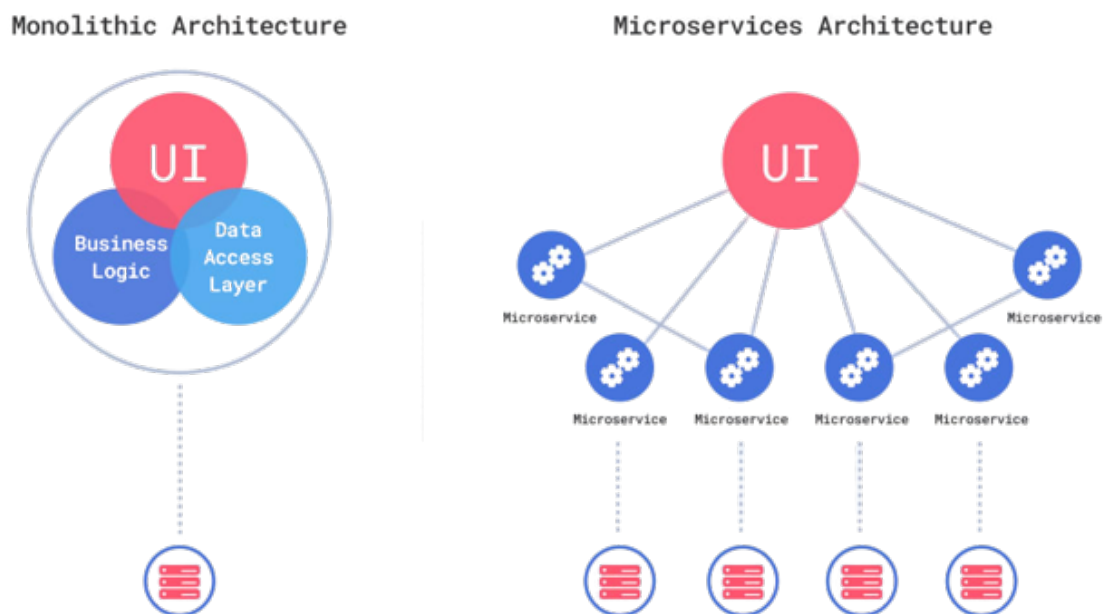 Monolithic Architecture
UI
Business
Logic
Data
Access
Layer
Microservices Architecture
UI
Microservice
Microservice
Microservice
Microservice
Microservice
Microservice